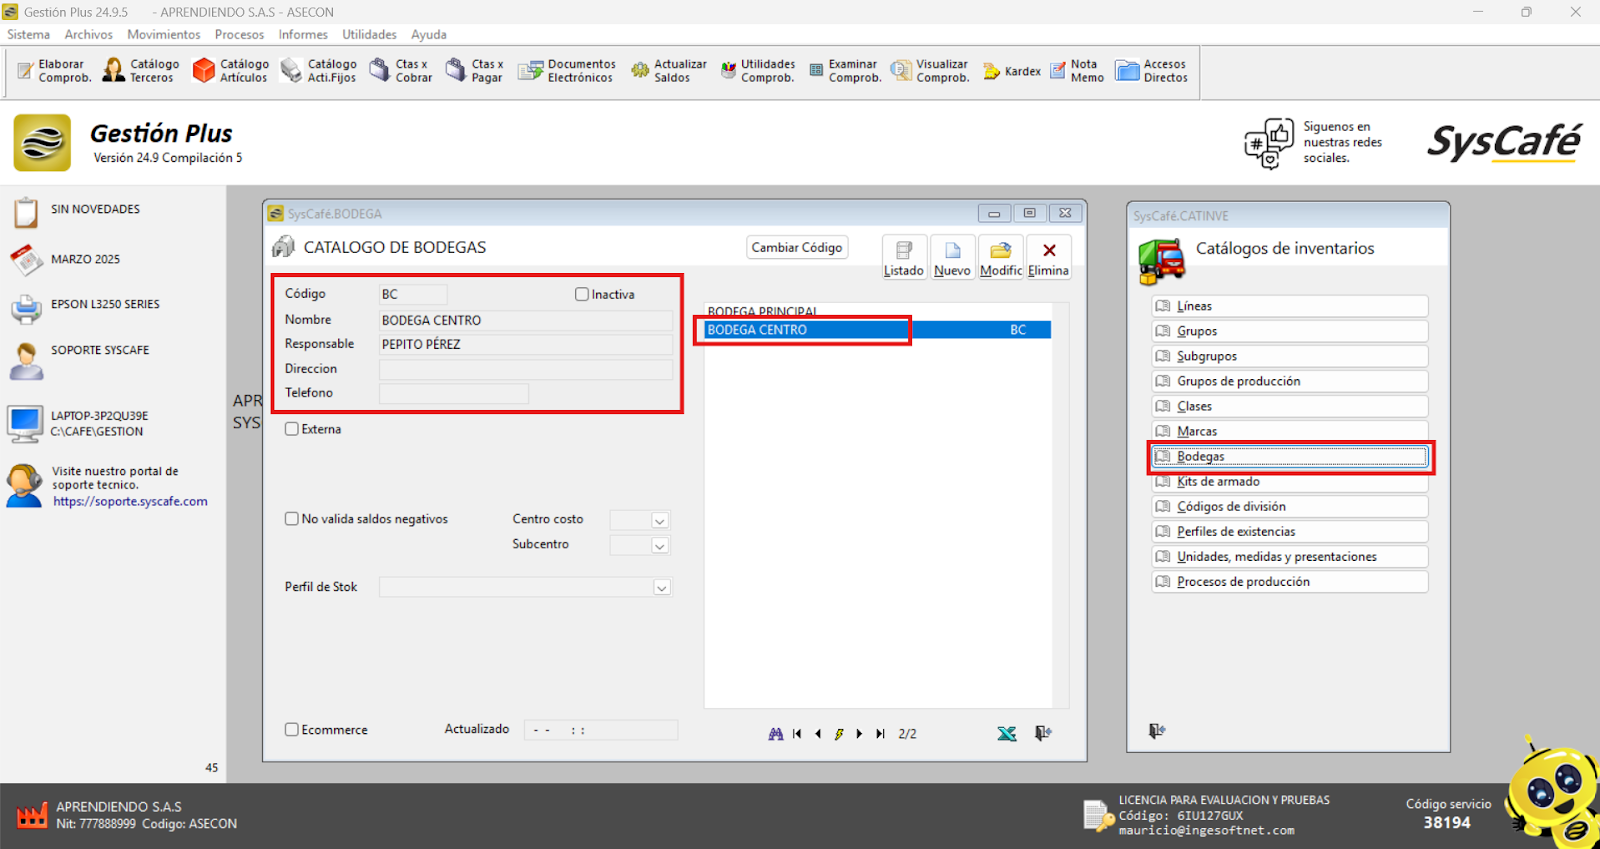 Gestión Plus 24.9.5 - APRENDIENDO S.A.S - ASECON
Sistema Archivos Movimientos Procesos Informes Utilidades Ayuda
Elaborar Comprob.
Catálogo Terceros
Catálogo Artículos
Catálogo Acti.Fijos
Ctas x Cobrar
Ctas x Pagar
Documentos Electrónicos
Actualizar Saldos
Utilidades Comprob.
Examinar Comprob.
Visualizar Comprob.
Kardex
Nota Memo
Accesos Directos
Gestión Plus
Versión 24.9 Compilación 5
Siguenos en
nuestras redes
sociales.
SysCafé
SIN NOVEDADES
MARZO 2025
EPSON L3250 SERIES
SOPORTE SYSCAFE
LAPTOP-3P2QU39E
C:\CAFE\GESTION
Visite nuestro portal de
soporte tecnico.
https://soporte.syscafe.com
45
APR
SYS
SysCafé.BODEGA
CATALOGO DE BODEGAS
Cambiar Código
Listado
Nuevo
Modific
Elimina
Código BC
Inactiva
Nombre BODEGA CENTRO
Responsable PEPITO PÉREZ
Direccion
Telefono
Externa
No valida saldos negativos
Centro costo
Subcentro
Perfil de Stok
Ecommerce
Actualizado - - : :
BODEGA PRINCIPAL
BODEGA CENTRO BC
2/2
SysCafé.CATINVE
Catálogos de inventarios
Líneas
Grupos
Subgrupos
Grupos de producción
Clases
Marcas
Bodegas
Kits de armado
Códigos de división
Perfiles de existencias
Unidades, medidas y presentaciones
Procesos de producción
APRENDIENDO S.A.S
Nit: 777888999 Codigo: ASECON
LICENCIA PARA EVALUACION Y PRUEBAS
Código: 6IU127GUX
mauricio@ingesoftnet.com
Código servicio
38194